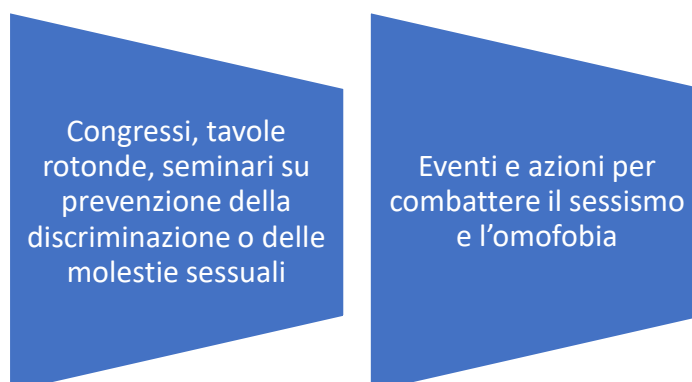 Congressi, tavole
rotonde, seminari su
prevenzione della
discriminazione o delle
molestie sessuali
Eventi e azioni per
combattere il sessismo
e l’omofobia